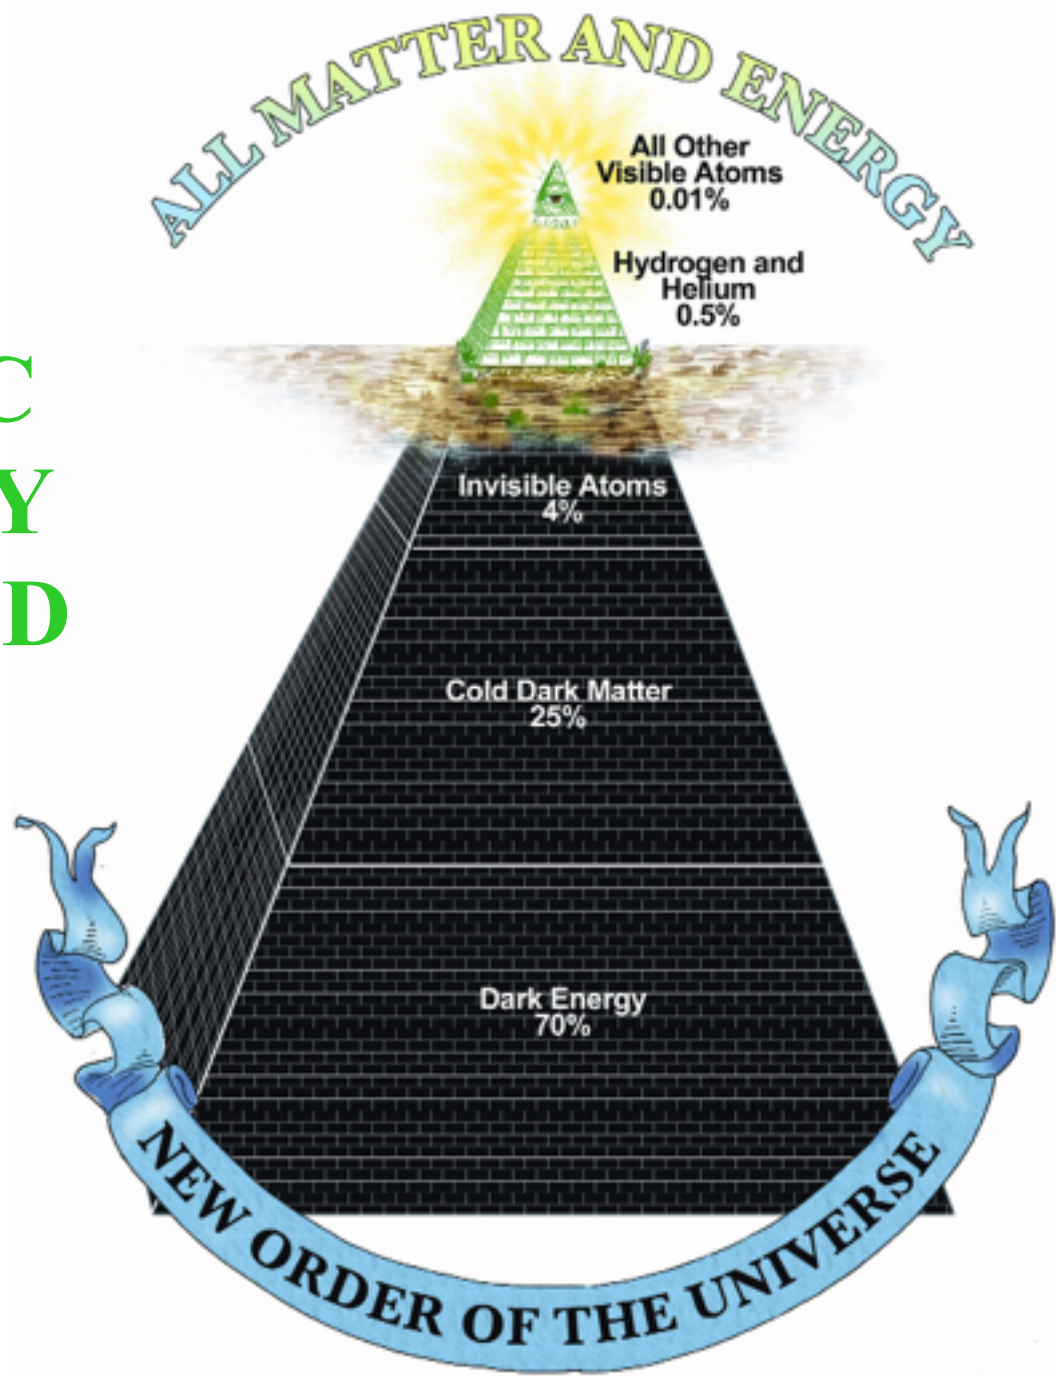 ALL MATTER AND ENERGY
All Other
Visible Atoms
0.01%
Hydrogen and
Helium
0.5%
C
Y
D
Invisible Atoms
4%
Cold Dark Matter
25%
Dark Energy
70%
NEW ORDER OF THE UNIVERSE